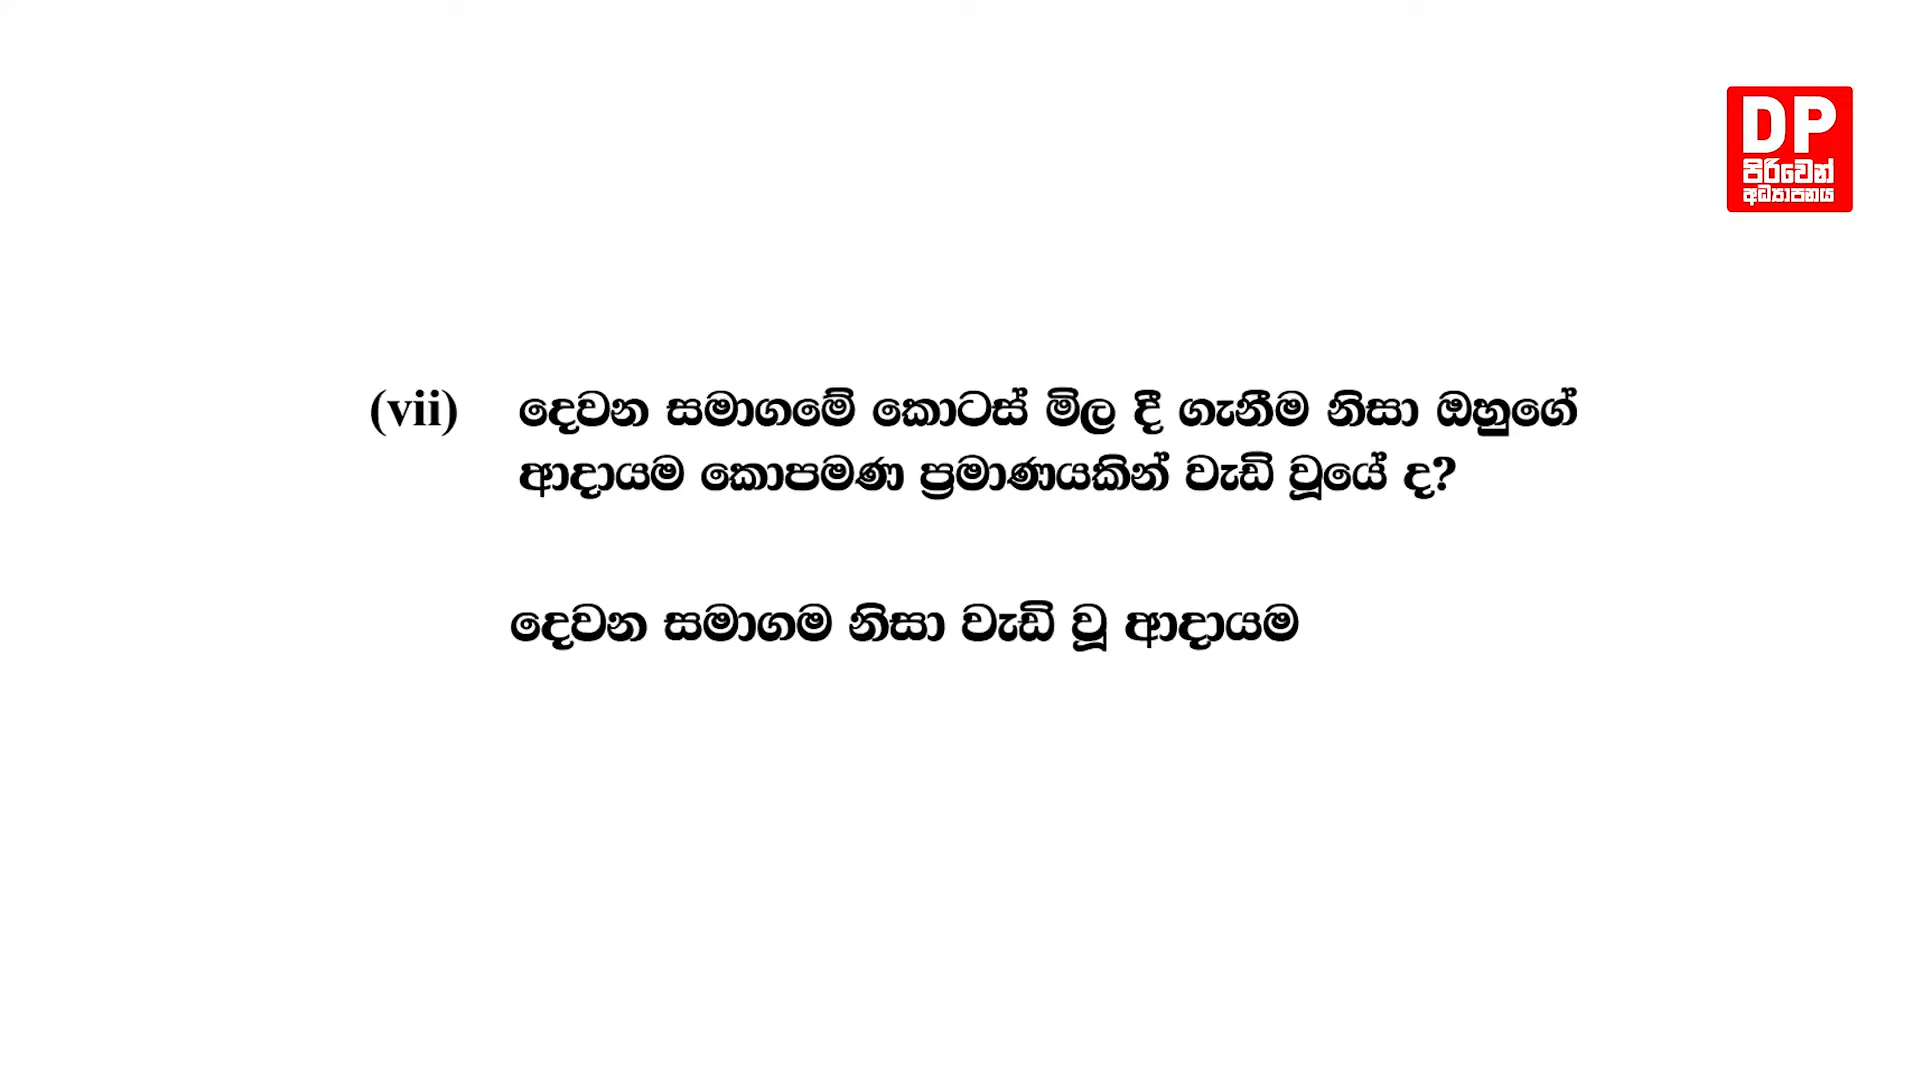 DP
පිරිවෙන්
අධ්‍යාපනය
(vii) දෙවන සමාගමේ කොටස් මිල දී ගැනීම නිසා ඔහුගේ
ආදායම කොපමණ ප්‍රමාණයකින් වැඩි වූයේ ද?
දෙවන සමාගම නිසා වැඩි වූ ආදායම